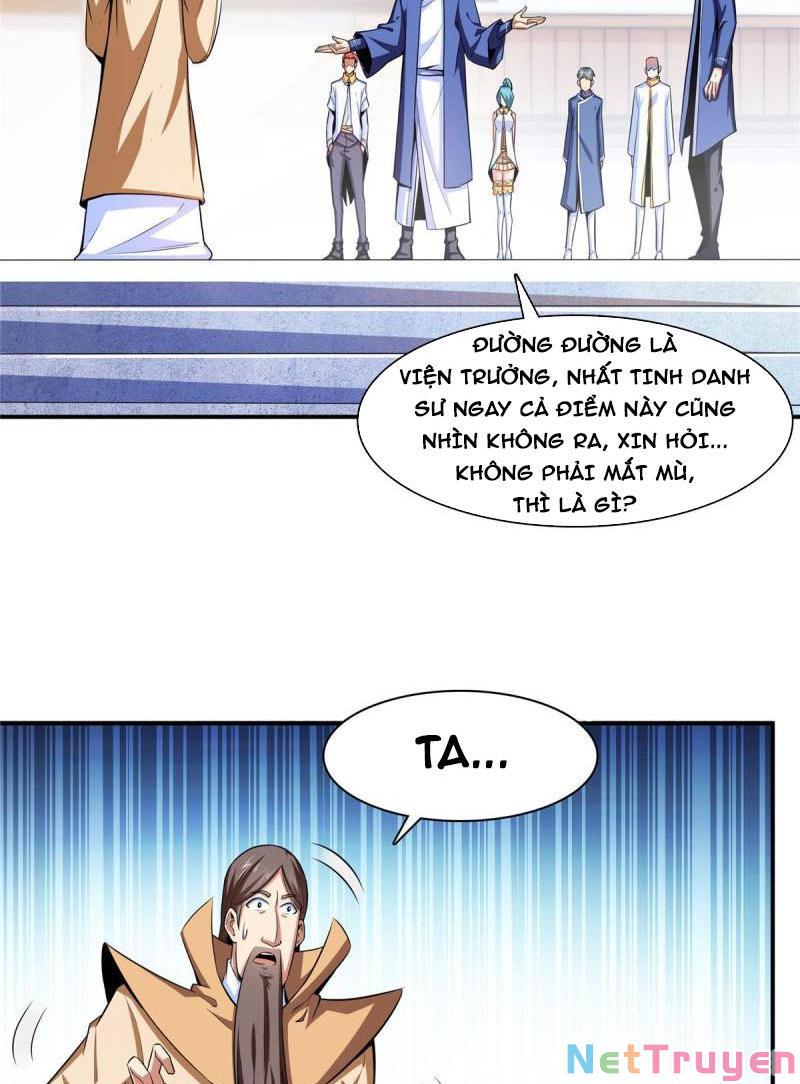 ĐƯỜNG ĐƯỜNG LÀ
VIỆN TRƯỞNG, NHẤT TINH DANH
SƯ NGAY CẢ ĐIỂM NÀY CŨNG
NHÌN KHÔNG RA, XIN HỎI...
KHÔNG PHẢI MẮT MÙ,
THÌ LÀ GÌ?
TA...
NetTruyen